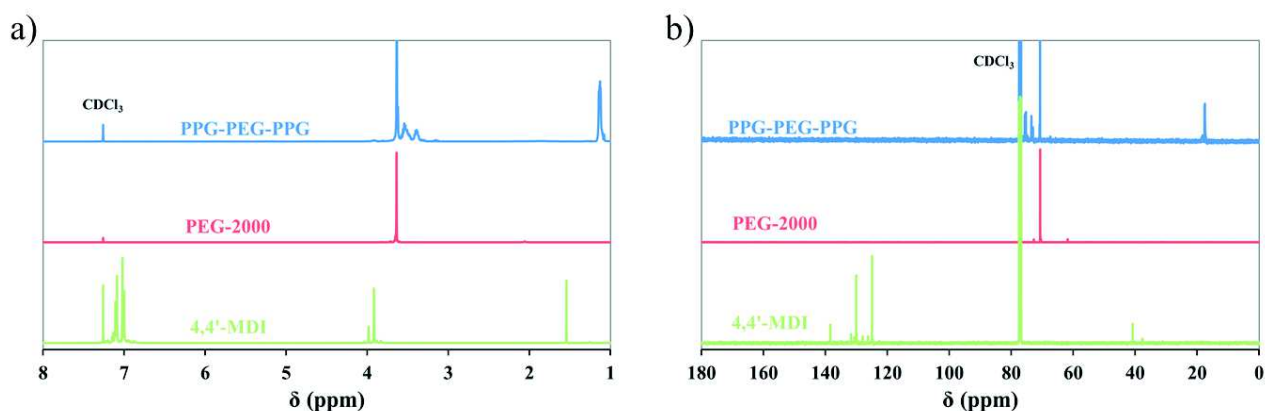 a)
CDCl₃
PPG-PEG-PPG
PEG-2000
4,4'-MDI
8 7 6 5 4 3 2 1
δ (ppm)
b)
CDCl₃
PPG-PEG-PPG
PEG-2000
4,4'-MDI
180 160 140 120 100 80 60 40 20 0
δ (ppm)